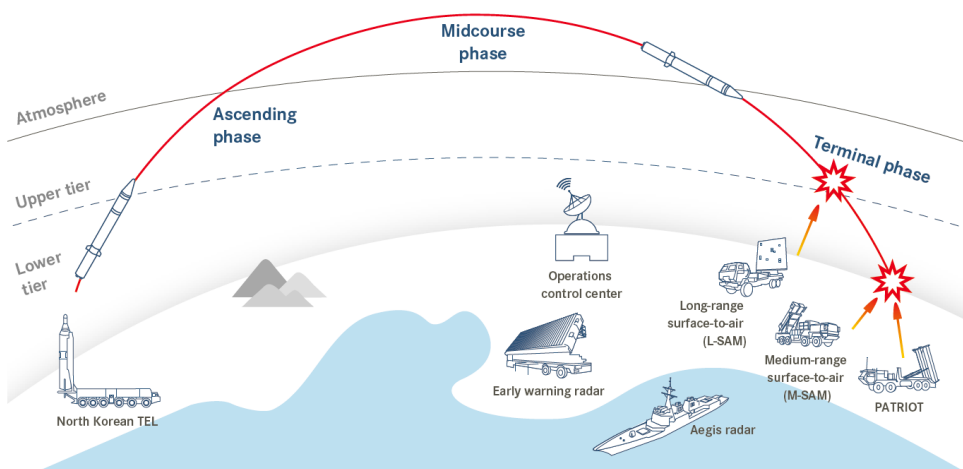 Midcourse
phase
Atmosphere
Ascending
phase
Terminal phase
Upper tier
Lower
tier
Operations
control center
Long-range
surface-to-air
(L-SAM)
Medium-range
surface-to-air
(M-SAM)
Early warning radar
PATRIOT
North Korean TEL
Aegis radar